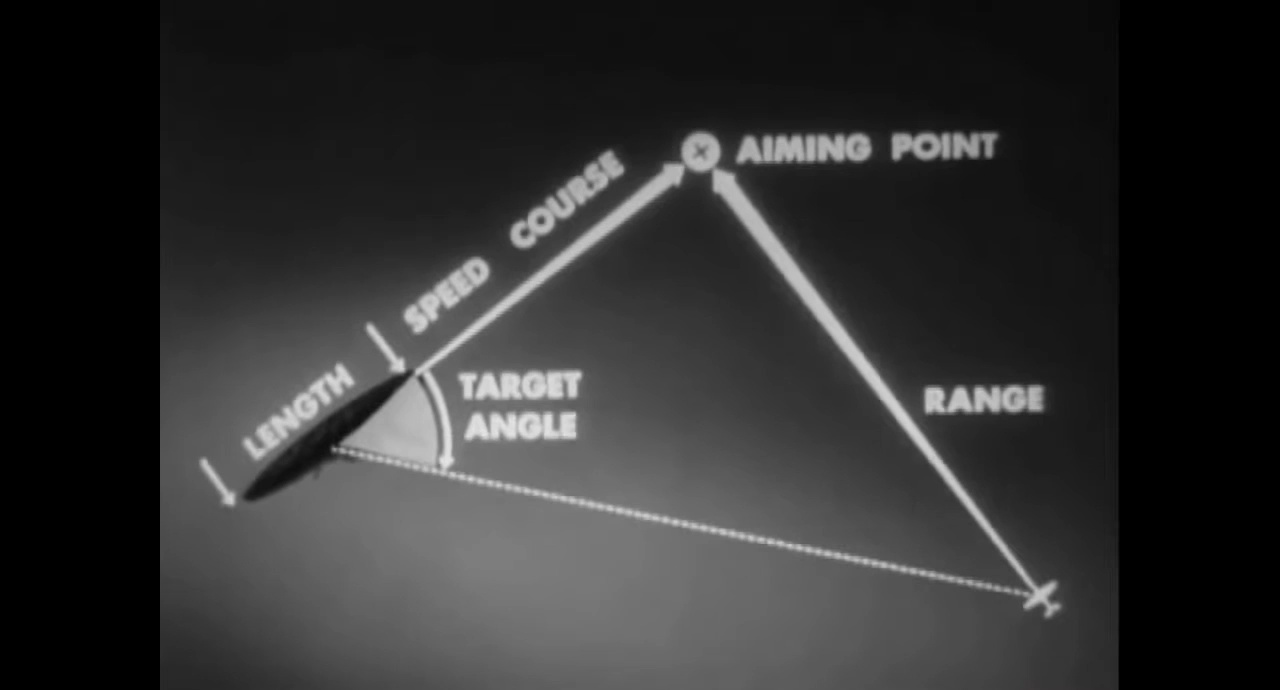 AIMING POINT
SPEED COURSE
LENGTH
TARGET
ANGLE
RANGE